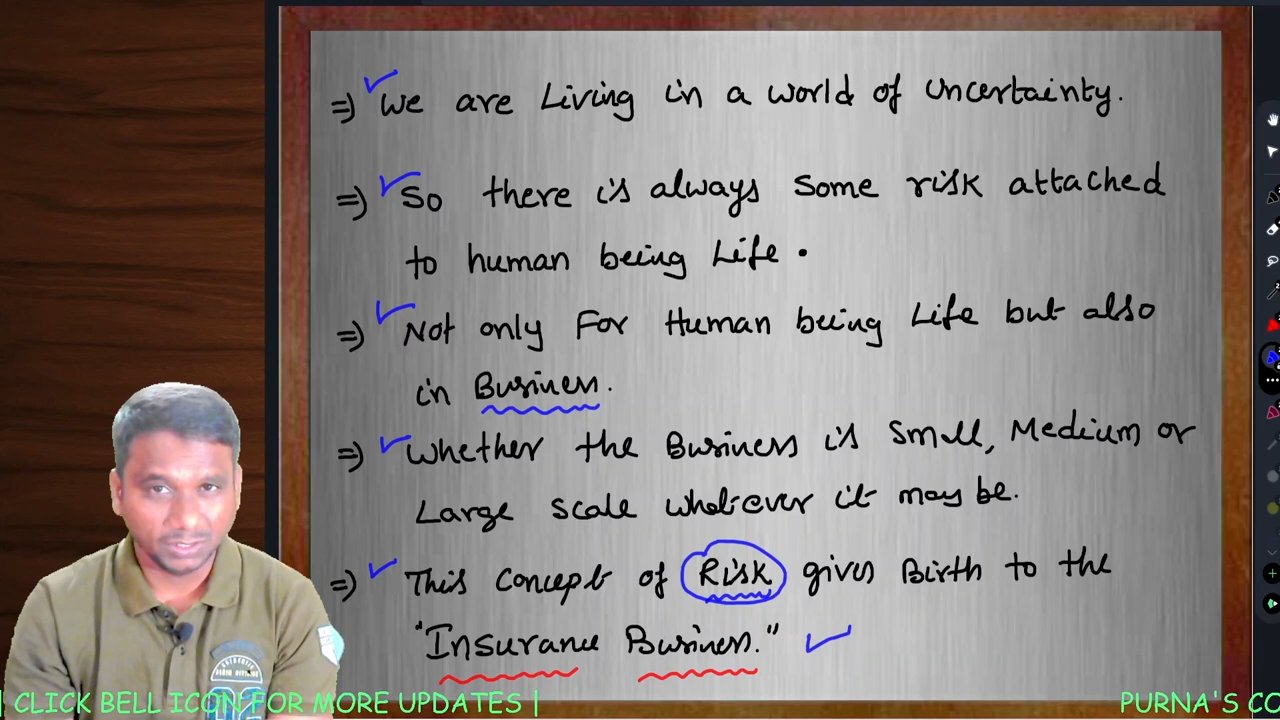 ⇒ We are Living in a world of Uncertainty.
⇒ So there is always Some risk attached
to human being Life.
⇒ Not only For Human being Life but also
in Business.
⇒ Whether the Business is Small, Medium or
Large scale whatever it may be.
⇒ This Concept of Risk gives Birth to the
"Insurance Business."
| CLICK BELL ICON FOR MORE UPDATES |
PURNA'S CO